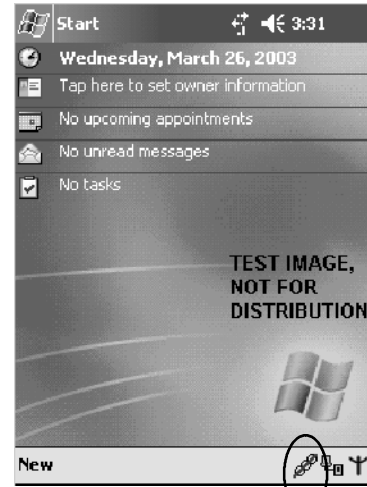 Start 3:31
Wednesday, March 26, 2003
Tap here to set owner information
No upcoming appointments
No unread messages
No tasks
TEST IMAGE,
NOT FOR
DISTRIBUTION
New